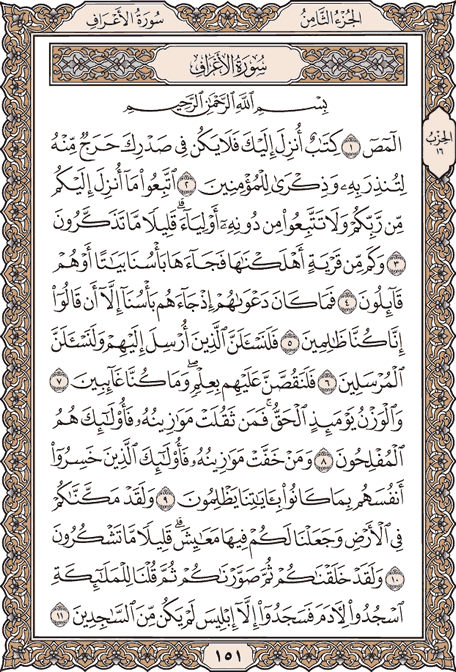 سُورَةُ الأَعْرَافِ
الجُزْءُ الثَّامِنُ
سُورَةُ الأَعْرَافِ
بِسْمِ ٱللَّهِ ٱلرَّحْمَٰنِ ٱلرَّحِيمِ
الٓمٓصٓ ١ كِتَٰبٌ أُنزِلَ إِلَيْكَ فَلَا يَكُن فِي صَدْرِكَ حَرَجٌ مِّنْهُ
الحِزْبُ
١٦
لِتُنذِرَ بِهِۦ وَذِكْرَىٰ لِلْمُؤْمِنِينَ ٢ ٱتَّبِعُوا۟ مَآ أُنزِلَ إِلَيْكُم
مِّن رَّبِّكُمْ وَلَا تَتَّبِعُوا۟ مِن دُونِهِۦٓ أَوْلِيَآءَ ۗ قَلِيلًا مَّا تَذَكَّرُونَ
٣ وَكَم مِّن قَرْيَةٍ أَهْلَكْنَٰهَا فَجَآءَهَا بَأْسُنَا بَيَٰتًا أَوْ هُمْ
قَآئِلُونَ ٤ فَمَا كَانَ دَعْوَىٰهُمْ إِذْ جَآءَهُم بَأْسُنَآ إِلَّآ أَن قَالُوٓا۟
إِنَّا كُنَّا ظَٰلِمِينَ ٥ فَلَنَسْـَٔلَنَّ ٱلَّذِينَ أُرْسِلَ إِلَيْهِمْ وَلَنَسْـَٔلَنَّ
ٱلْمُرْسَلِينَ ٦ فَلَنَقُصَّنَّ عَلَيْهِم بِعِلْمٍ ۖ وَمَا كُنَّا غَآئِبِينَ ٧
وَٱلْوَزْنُ يَوْمَئِذٍ ٱلْحَقُّ ۚ فَمَن ثَقُلَتْ مَوَٰزِينُهُۥ فَأُو۟لَٰٓئِكَ هُمُ
ٱلْمُفْلِحُونَ ٨ وَمَنْ خَفَّتْ مَوَٰزِينُهُۥ فَأُو۟لَٰٓئِكَ ٱلَّذِينَ خَسِرُوٓا۟
أَنفُسَهُم بِمَا كَانُوا۟ بِـَٔايَٰتِنَا يَظْلِمُونَ ٩ وَلَقَدْ مَكَّنَّٰكُمْ
فِي ٱلْأَرْضِ وَجَعَلْنَا لَكُمْ فِيهَا مَعَٰيِشَ ۗ قَلِيلًا مَّا تَشْكُرُونَ
١٠ وَلَقَدْ خَلَقْنَٰكُمْ ثُمَّ صَوَّرْنَٰكُمْ ثُمَّ قُلْنَا لِلْمَلَٰٓئِكَةِ
ٱسْجُدُوا۟ لِـَٔادَمَ فَسَجَدُوٓا۟ إِلَّآ إِبْلِيسَ لَمْ يَكُن مِّنَ ٱلسَّٰجِدِينَ ١١
١٥١